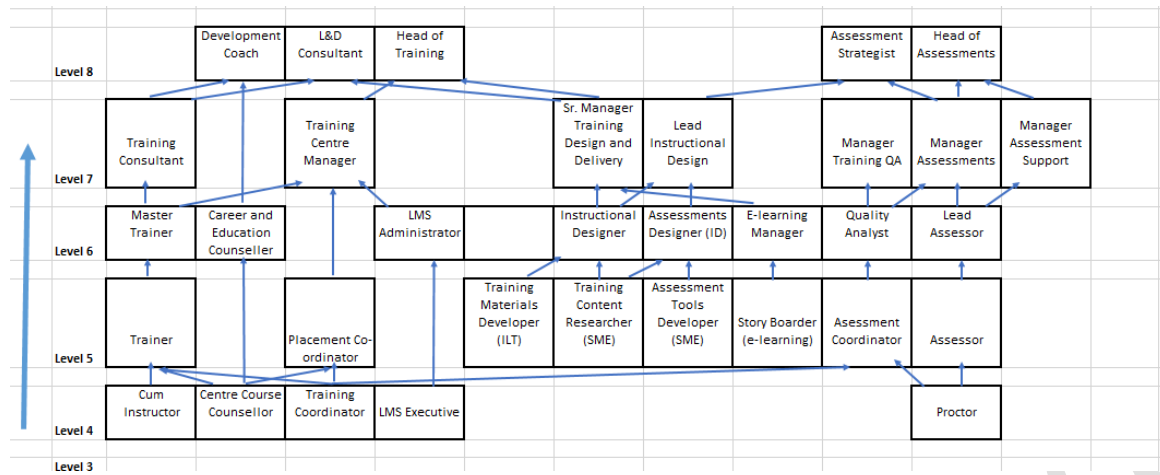 Development
Coach
L&D
Consultant
Head of
Training
Assessment
Strategist
Head of
Assessments
Level 8
Training
Consultant
Training
Centre
Manager
Sr. Manager
Training
Design and
Delivery
Lead
Instructional
Design
Manager
Training QA
Manager
Assessments
Manager
Assessment
Support
Level 7
Master
Trainer
Career and
Education
Counseller
LMS
Administrator
Instructional
Designer
Assessments
Designer (ID)
E-learning
Manager
Quality
Analyst
Lead
Assessor
Level 6
Trainer
Placement Co-
ordinator
Training
Materials
Developer
(ILT)
Training
Content
Researcher
(SME)
Assessment
Tools
Developer
(SME)
Story Boarder
(e-learning)
Asessment
Coordinator
Assessor
Level 5
Cum
Instructor
Centre Course
Counsellor
Training
Coordinator
LMS Executive
Proctor
Level 4
Level 3